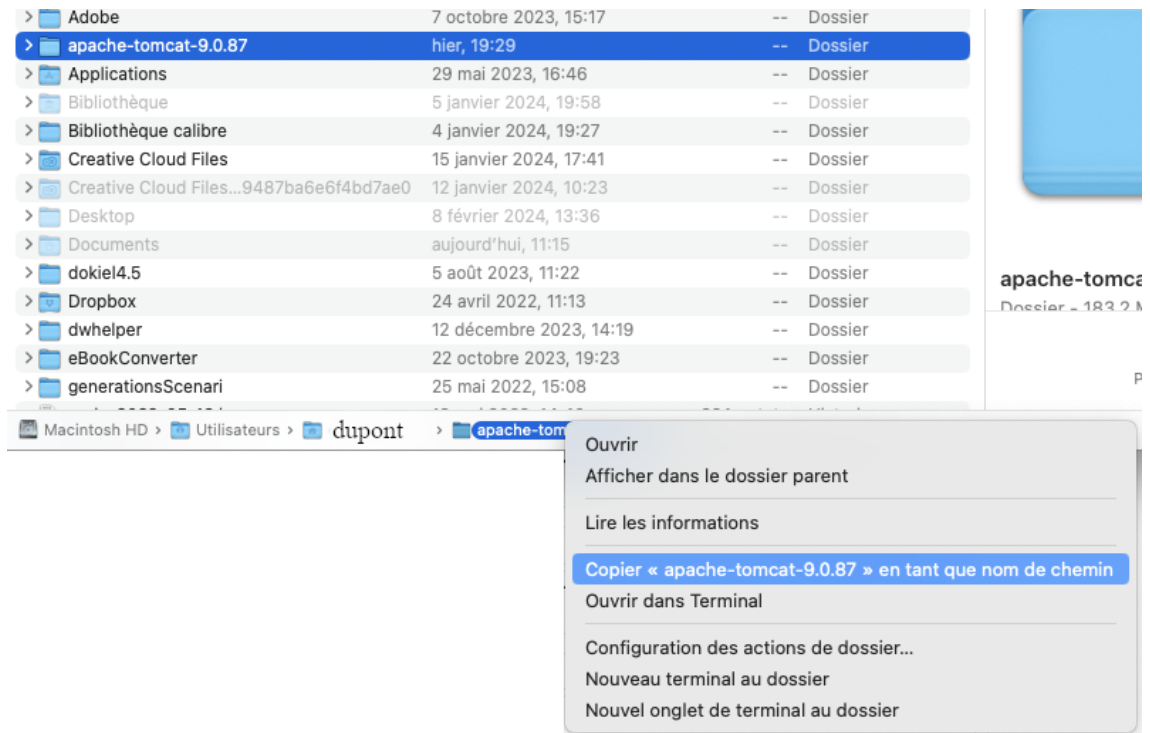 Adobe 7 octobre 2023, 15:17 -- Dossier
apache-tomcat-9.0.87 hier, 19:29 -- Dossier
Applications 29 mai 2023, 16:46 -- Dossier
Bibliothèque 5 janvier 2024, 19:58 -- Dossier
Bibliothèque calibre 4 janvier 2024, 19:27 -- Dossier
Creative Cloud Files 15 janvier 2024, 17:41 -- Dossier
Creative Cloud Files...9487ba6e6f4bd7ae0 12 janvier 2024, 10:23 -- Dossier
Desktop 8 février 2024, 13:36 -- Dossier
Documents aujourd'hui, 11:15 -- Dossier
dokiel4.5 5 août 2023, 11:22 -- Dossier
Dropbox 24 avril 2022, 11:13 -- Dossier
dwhelper 12 décembre 2023, 14:19 -- Dossier
eBookConverter 22 octobre 2023, 19:23 -- Dossier
generationsScenari 25 mai 2022, 15:08 -- Dossier
apache-tomca
Dossier - 183,2 M
P
Macintosh HD › Utilisateurs › dupont › apache-tom
Ouvrir
Afficher dans le dossier parent
Lire les informations
Copier « apache-tomcat-9.0.87 » en tant que nom de chemin
Ouvrir dans Terminal
Configuration des actions de dossier...
Nouveau terminal au dossier
Nouvel onglet de terminal au dossier